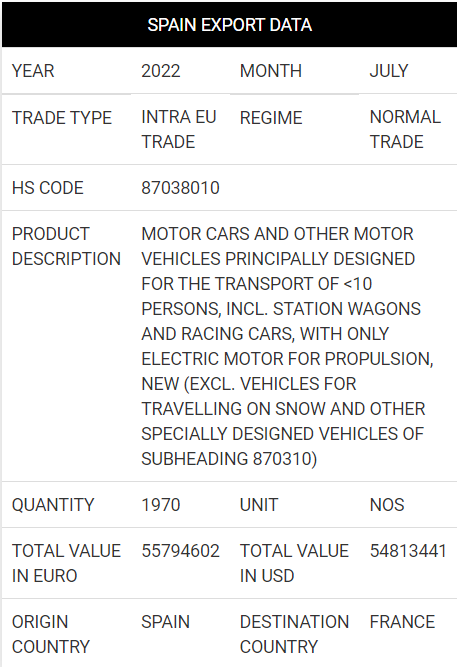 SPAIN EXPORT DATA
YEAR 2022 MONTH JULY
TRADE TYPE INTRA EU TRADE REGIME NORMAL TRADE
HS CODE 87038010
PRODUCT DESCRIPTION
MOTOR CARS AND OTHER MOTOR
VEHICLES PRINCIPALLY DESIGNED
FOR THE TRANSPORT OF <10
PERSONS, INCL. STATION WAGONS
AND RACING CARS, WITH ONLY
ELECTRIC MOTOR FOR PROPULSION,
NEW (EXCL. VEHICLES FOR
TRAVELLING ON SNOW AND OTHER
SPECIALLY DESIGNED VEHICLES OF
SUBHEADING 870310)
QUANTITY 1970 UNIT NOS
TOTAL VALUE IN EURO 55794602 TOTAL VALUE IN USD 54813441
ORIGIN COUNTRY SPAIN DESTINATION COUNTRY FRANCE